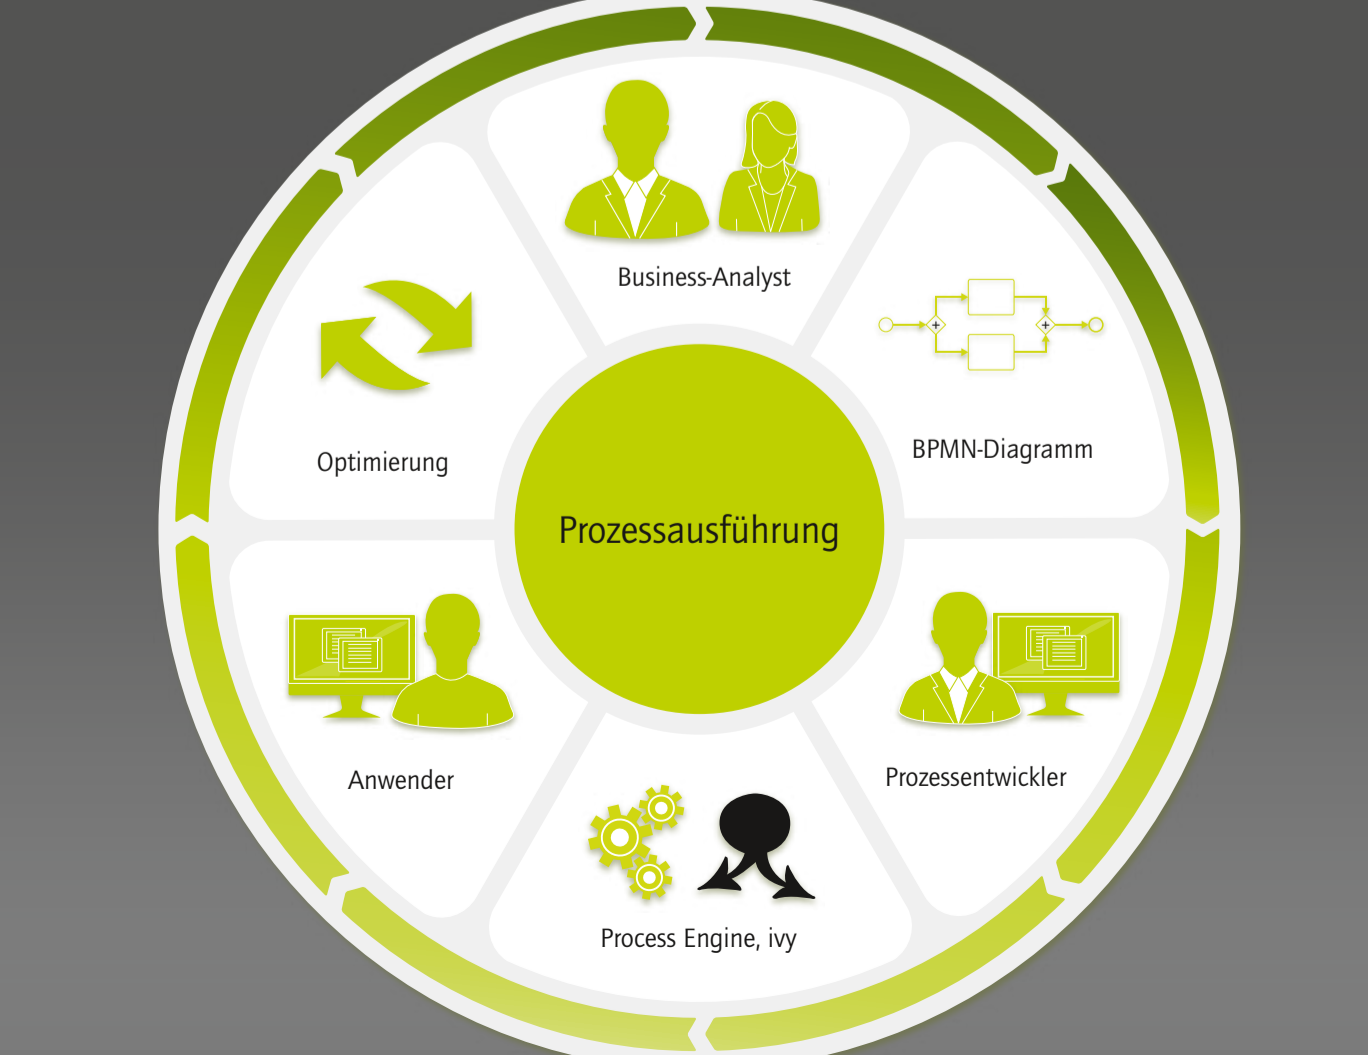 Business-Analyst
BPMN-Diagramm
Optimierung
Prozessausführung
Prozessentwickler
Anwender
Process Engine, ivy